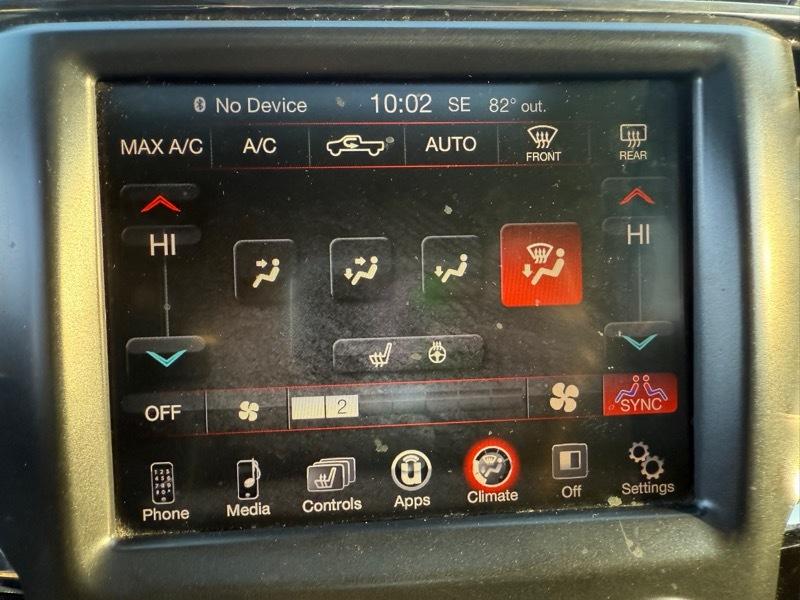 No Device 10:02 SE 82° out.
MAX A/C A/C AUTO FRONT REAR
HI HI
OFF 2 SYNC
Phone Media Controls Apps Climate Off Settings